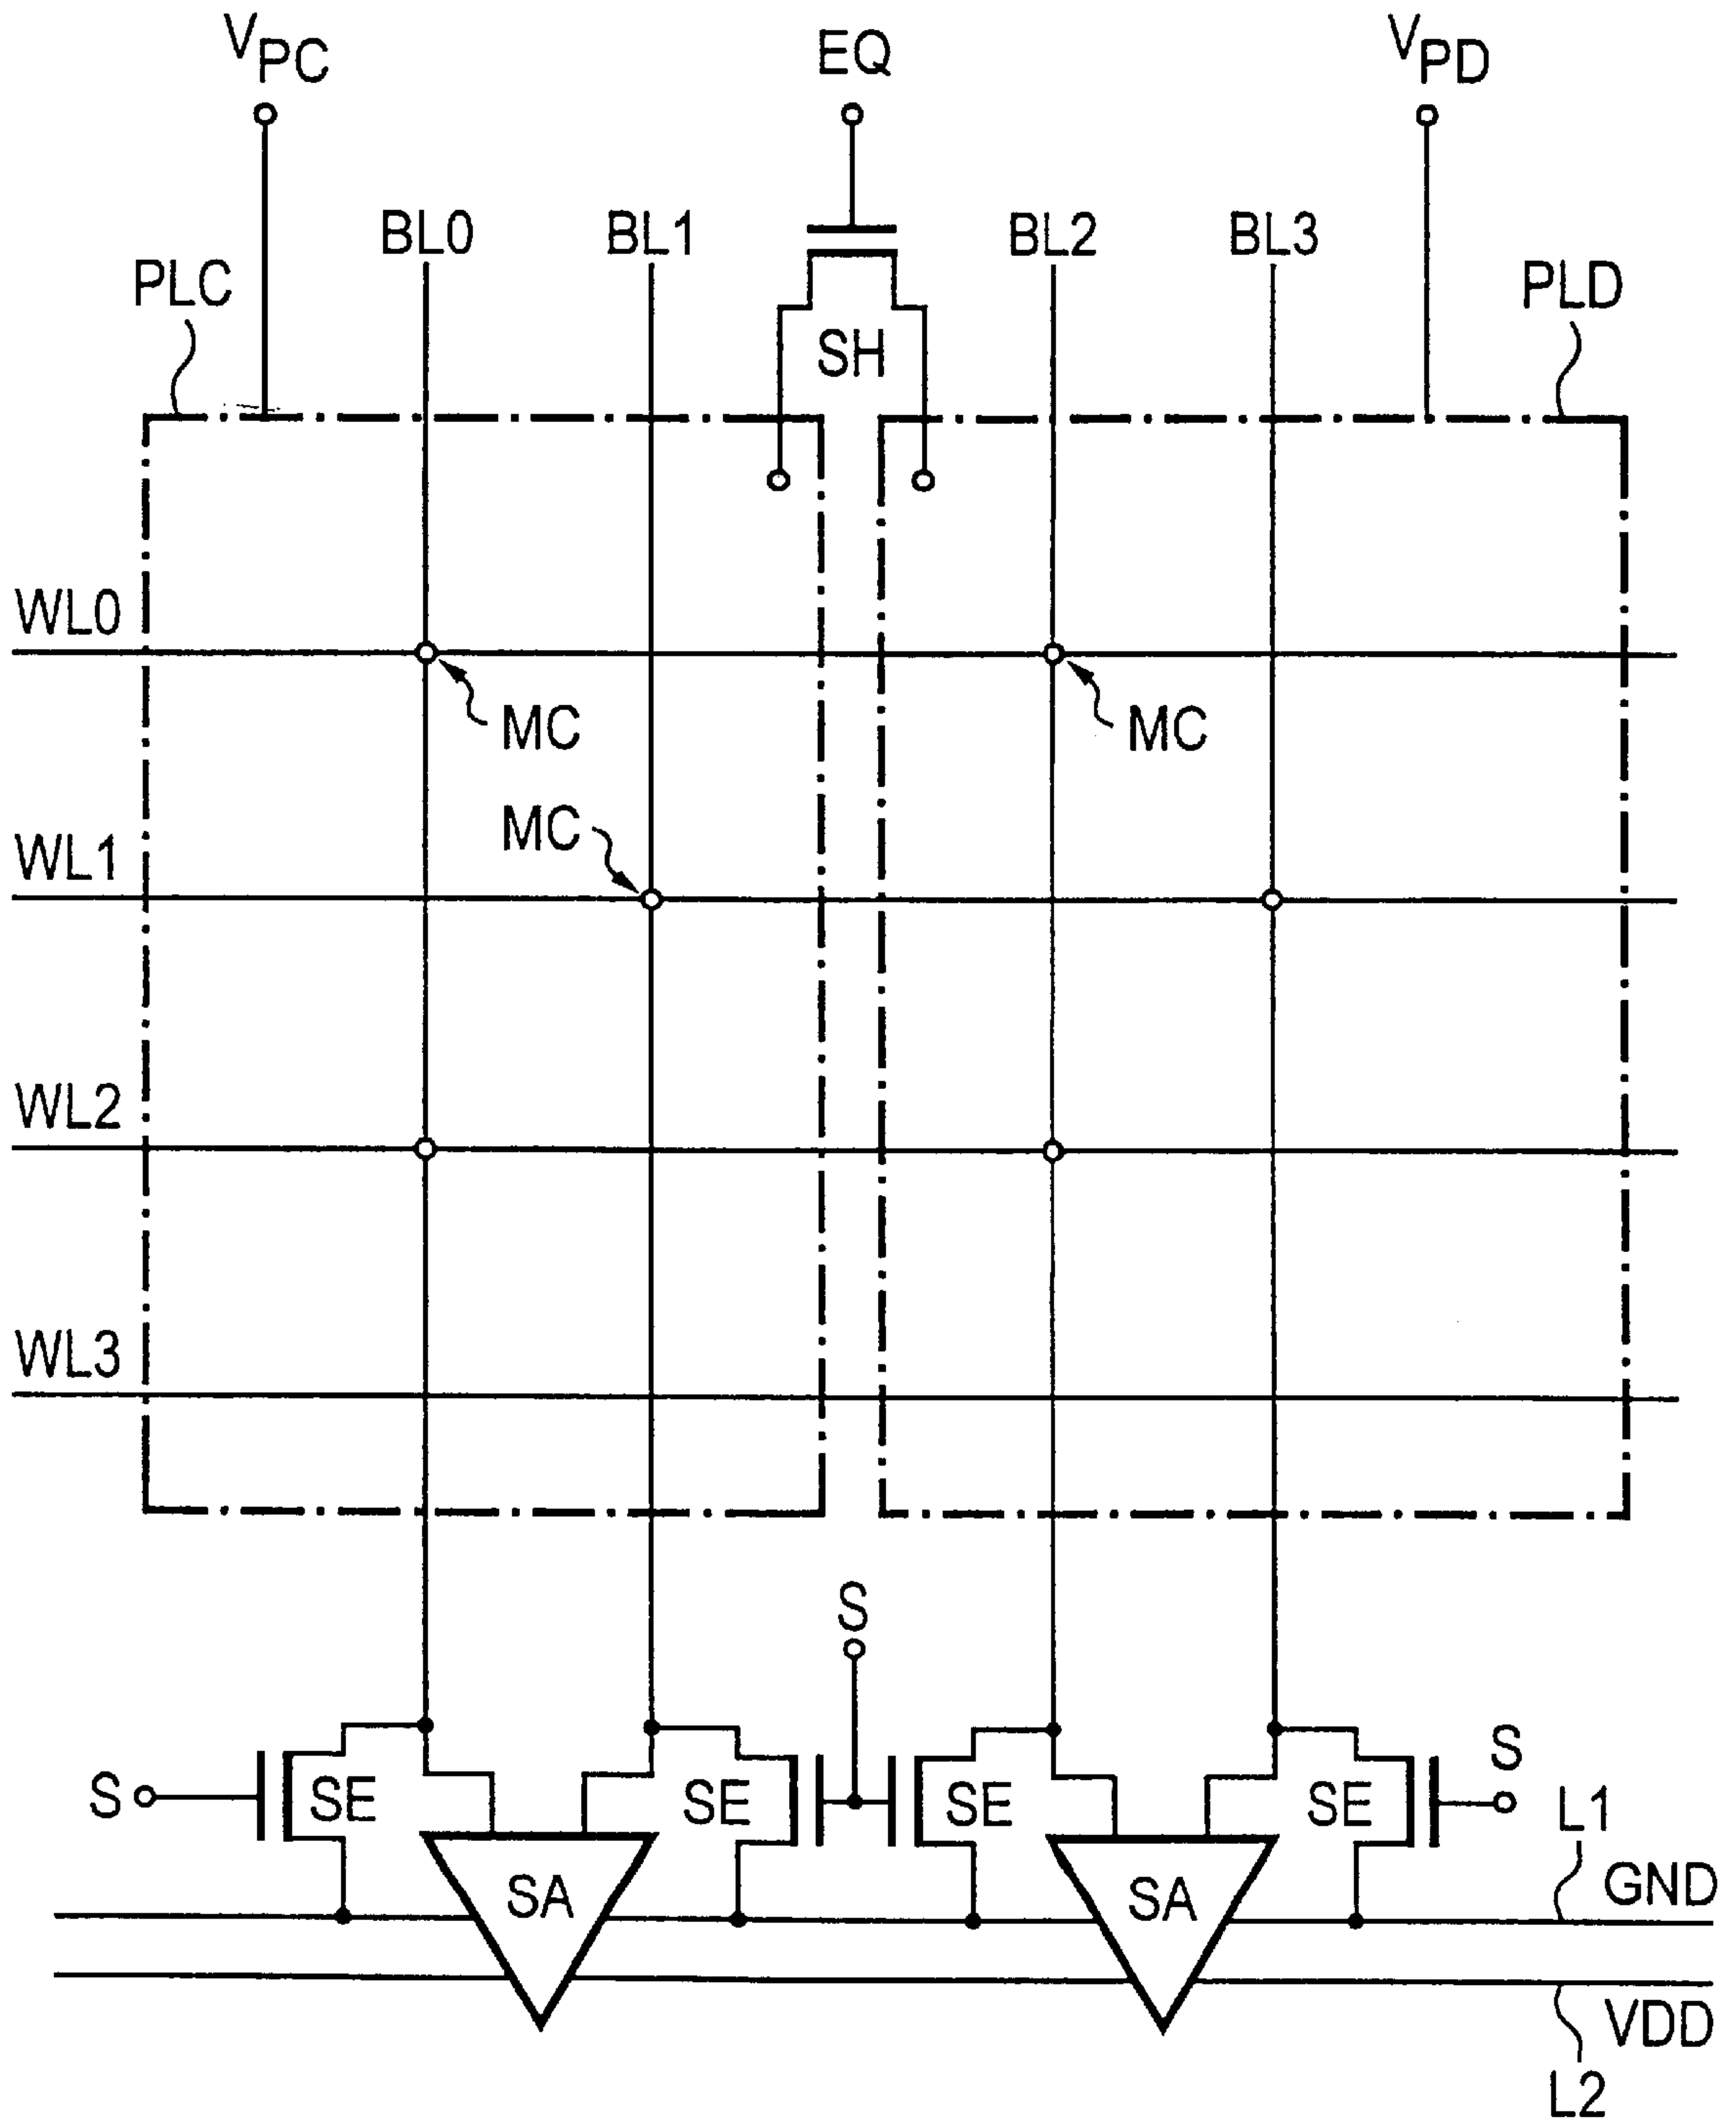 VPC EQ VPD
BL0 BL1 BL2 BL3
PLC SH PLD
WL0
MC MC
MC
WL1
WL2
WL3
S
S SE SE SE SE S
L1
SA SA GND
VDD
L2